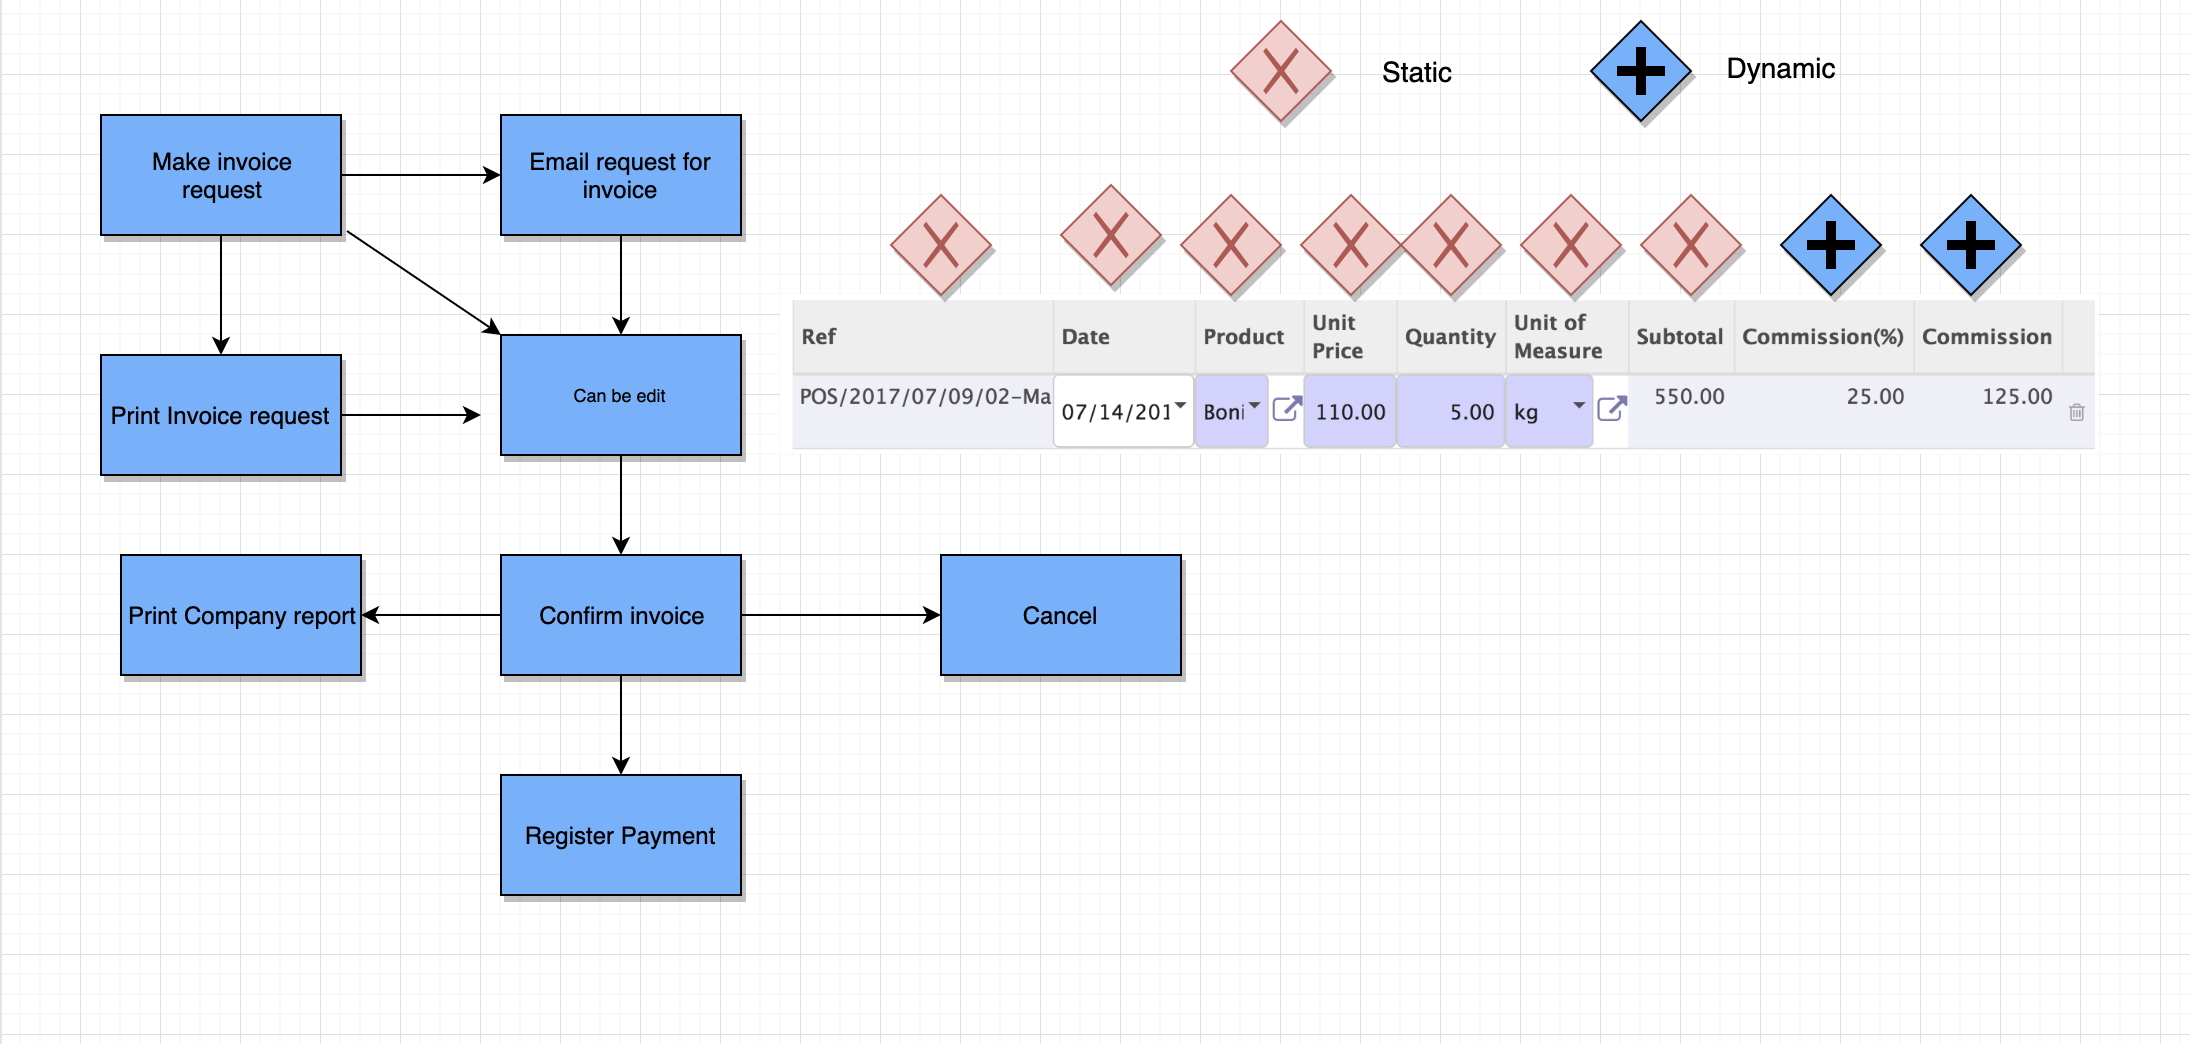 Static
Dynamic
Make invoice
request
Email request for
invoice
Print Invoice request
Can be edit
Print Company report
Confirm invoice
Cancel
Register Payment
Ref
Date
Product
Unit
Price
Quantity
Unit of
Measure
Subtotal
Commission(%)
Commission
POS/2017/07/09/02-Ma
07/14/201
Boni
110.00
5.00
kg
550.00
25.00
125.00